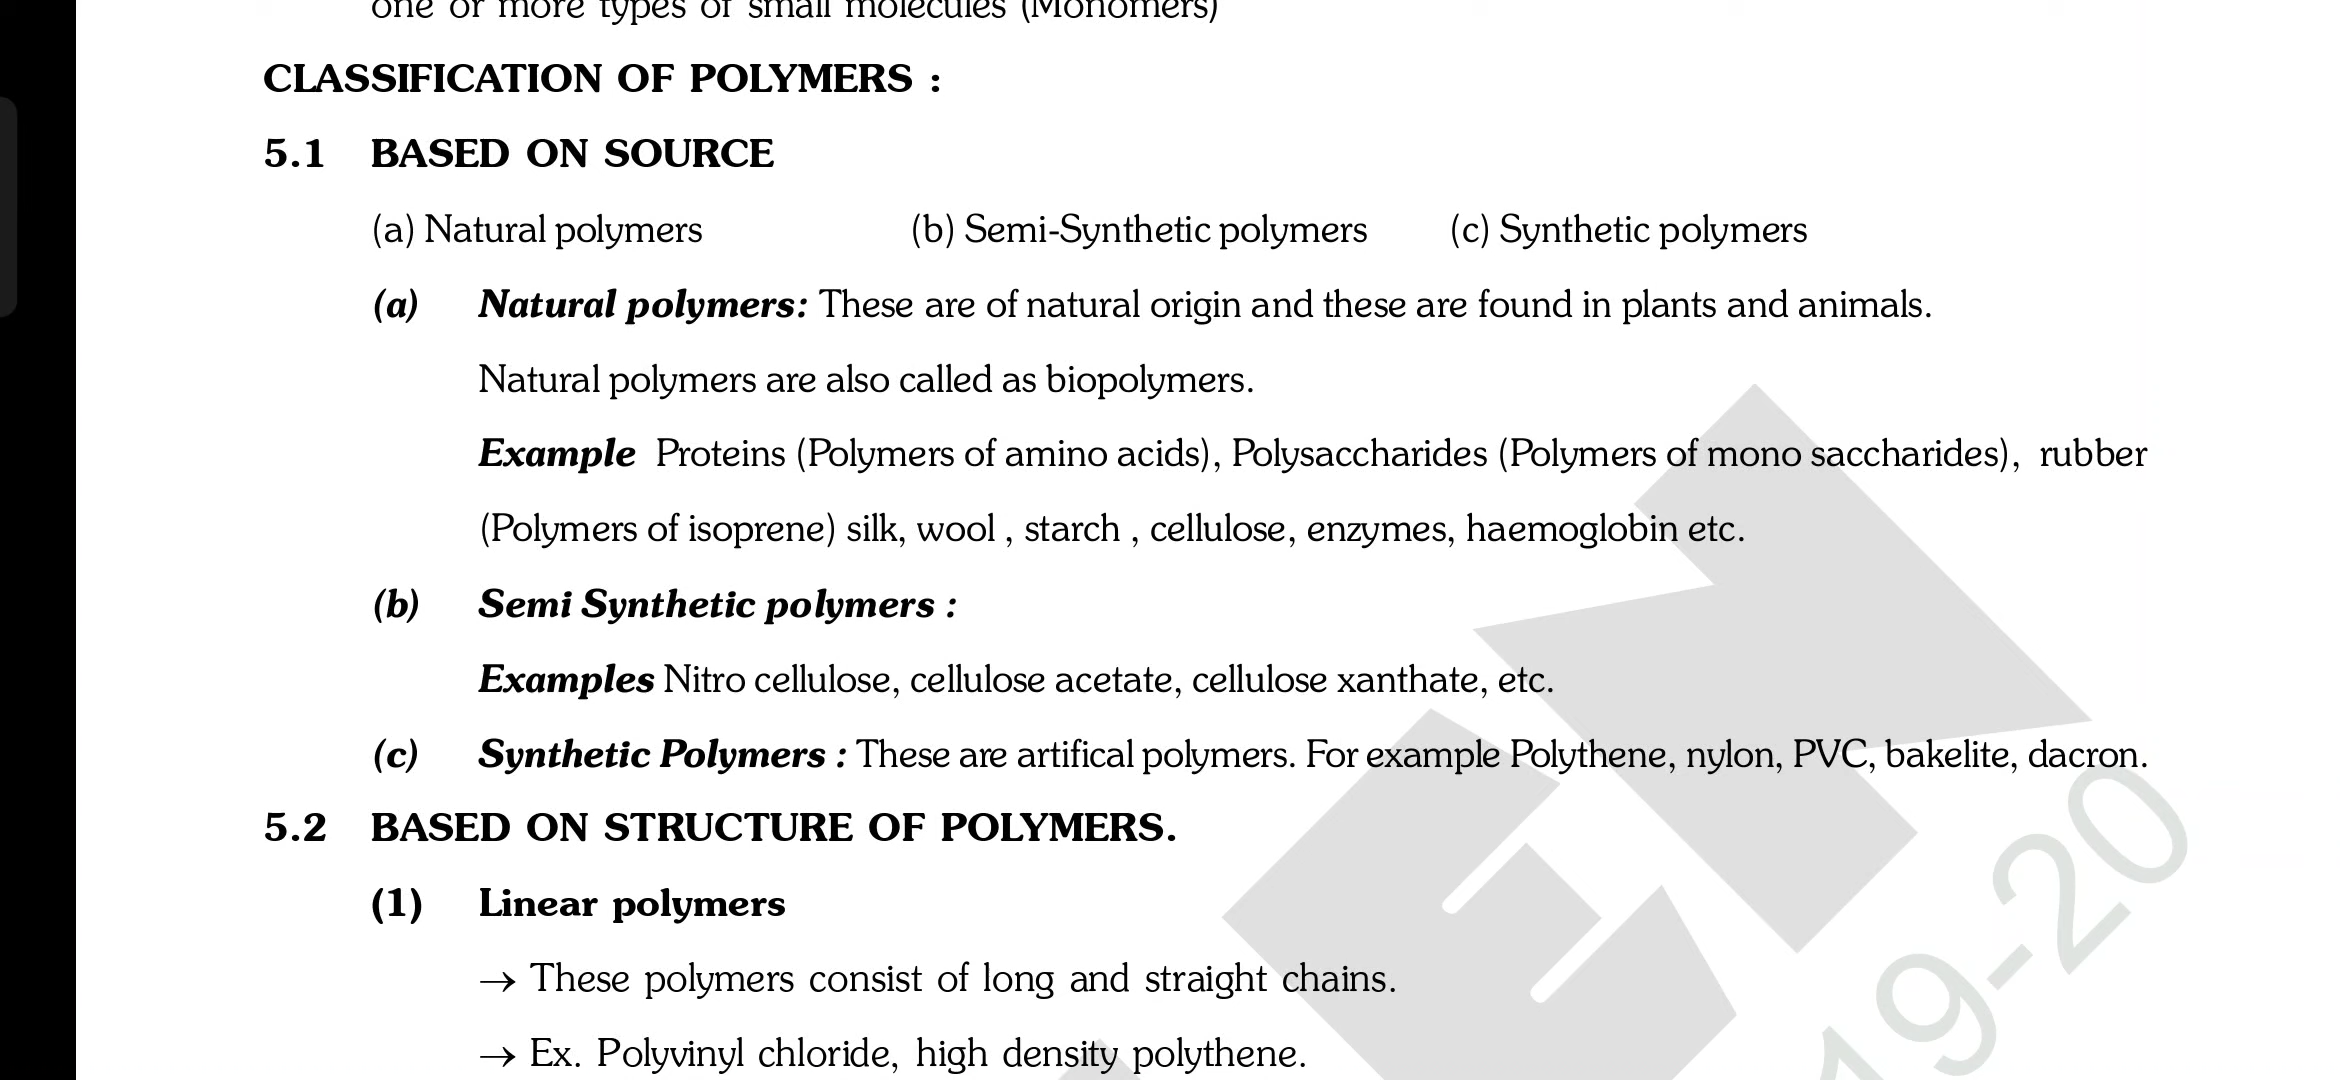 one or more types of small molecules (Monomers)
CLASSIFICATION OF POLYMERS :
5.1 BASED ON SOURCE
(a) Natural polymers (b) Semi-Synthetic polymers (c) Synthetic polymers
(a) Natural polymers: These are of natural origin and these are found in plants and animals.
Natural polymers are also called as biopolymers.
Example Proteins (Polymers of amino acids), Polysaccharides (Polymers of mono saccharides), rubber
(Polymers of isoprene) silk, wool , starch , cellulose, enzymes, haemoglobin etc.
(b) Semi Synthetic polymers :
Examples Nitro cellulose, cellulose acetate, cellulose xanthate, etc.
(c) Synthetic Polymers : These are artifical polymers. For example Polythene, nylon, PVC, bakelite, dacron.
5.2 BASED ON STRUCTURE OF POLYMERS.
(1) Linear polymers
→ These polymers consist of long and straight chains.
→ Ex. Polyvinyl chloride, high density polythene.
19-20